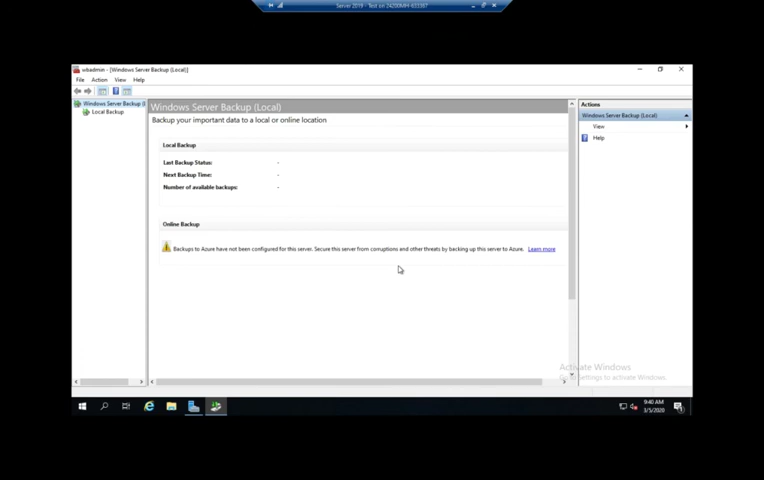 Server 2019 - Test on 24200MH-63336T
wbadmin - [Windows Server Backup (Local)]
File Action View Help
Windows Server Backup (L
Local Backup
Windows Server Backup (Local)
Backup your important data to a local or online location
Local Backup
Last Backup Status: -
Next Backup Time: -
Number of available backups: -
Online Backup
Backups to Azure have not been configured for this server. Secure this server from corruptions and other threats by backing up this server to Azure. Learn more
Actions
Windows Server Backup (Local)
View
Help
Activate Windows
Go to Settings to activate Windows.
9:40 AM
3/5/2020